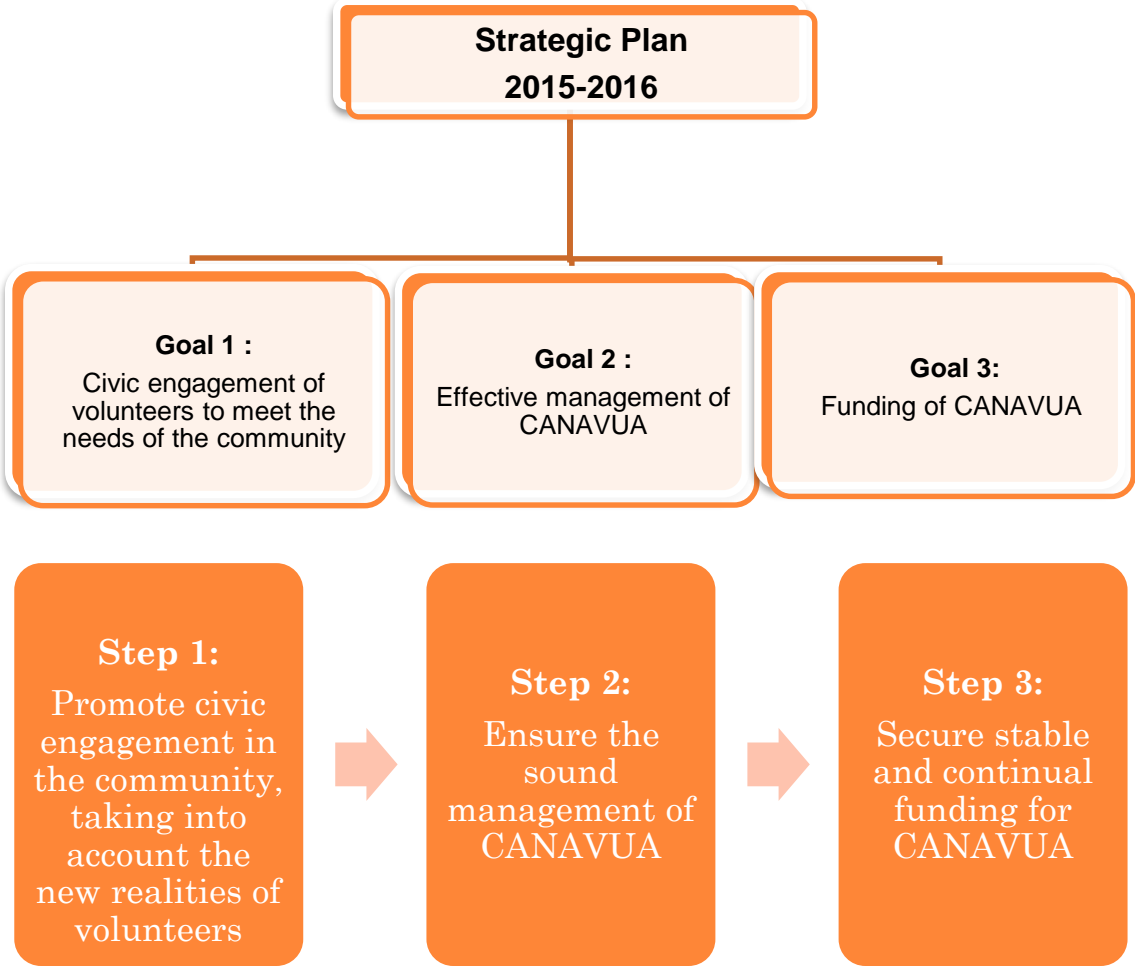 Strategic Plan
2015-2016
Goal 1 :
Civic engagement of
volunteers to meet the
needs of the community
Goal 2 :
Effective management of
CANAVUA
Goal 3:
Funding of CANAVUA
Step 1:
Promote civic
engagement in
the community,
taking into
account the
new realities of
volunteers
Step 2:
Ensure the
sound
management of
CANAVUA
Step 3:
Secure stable
and continual
funding for
CANAVUA